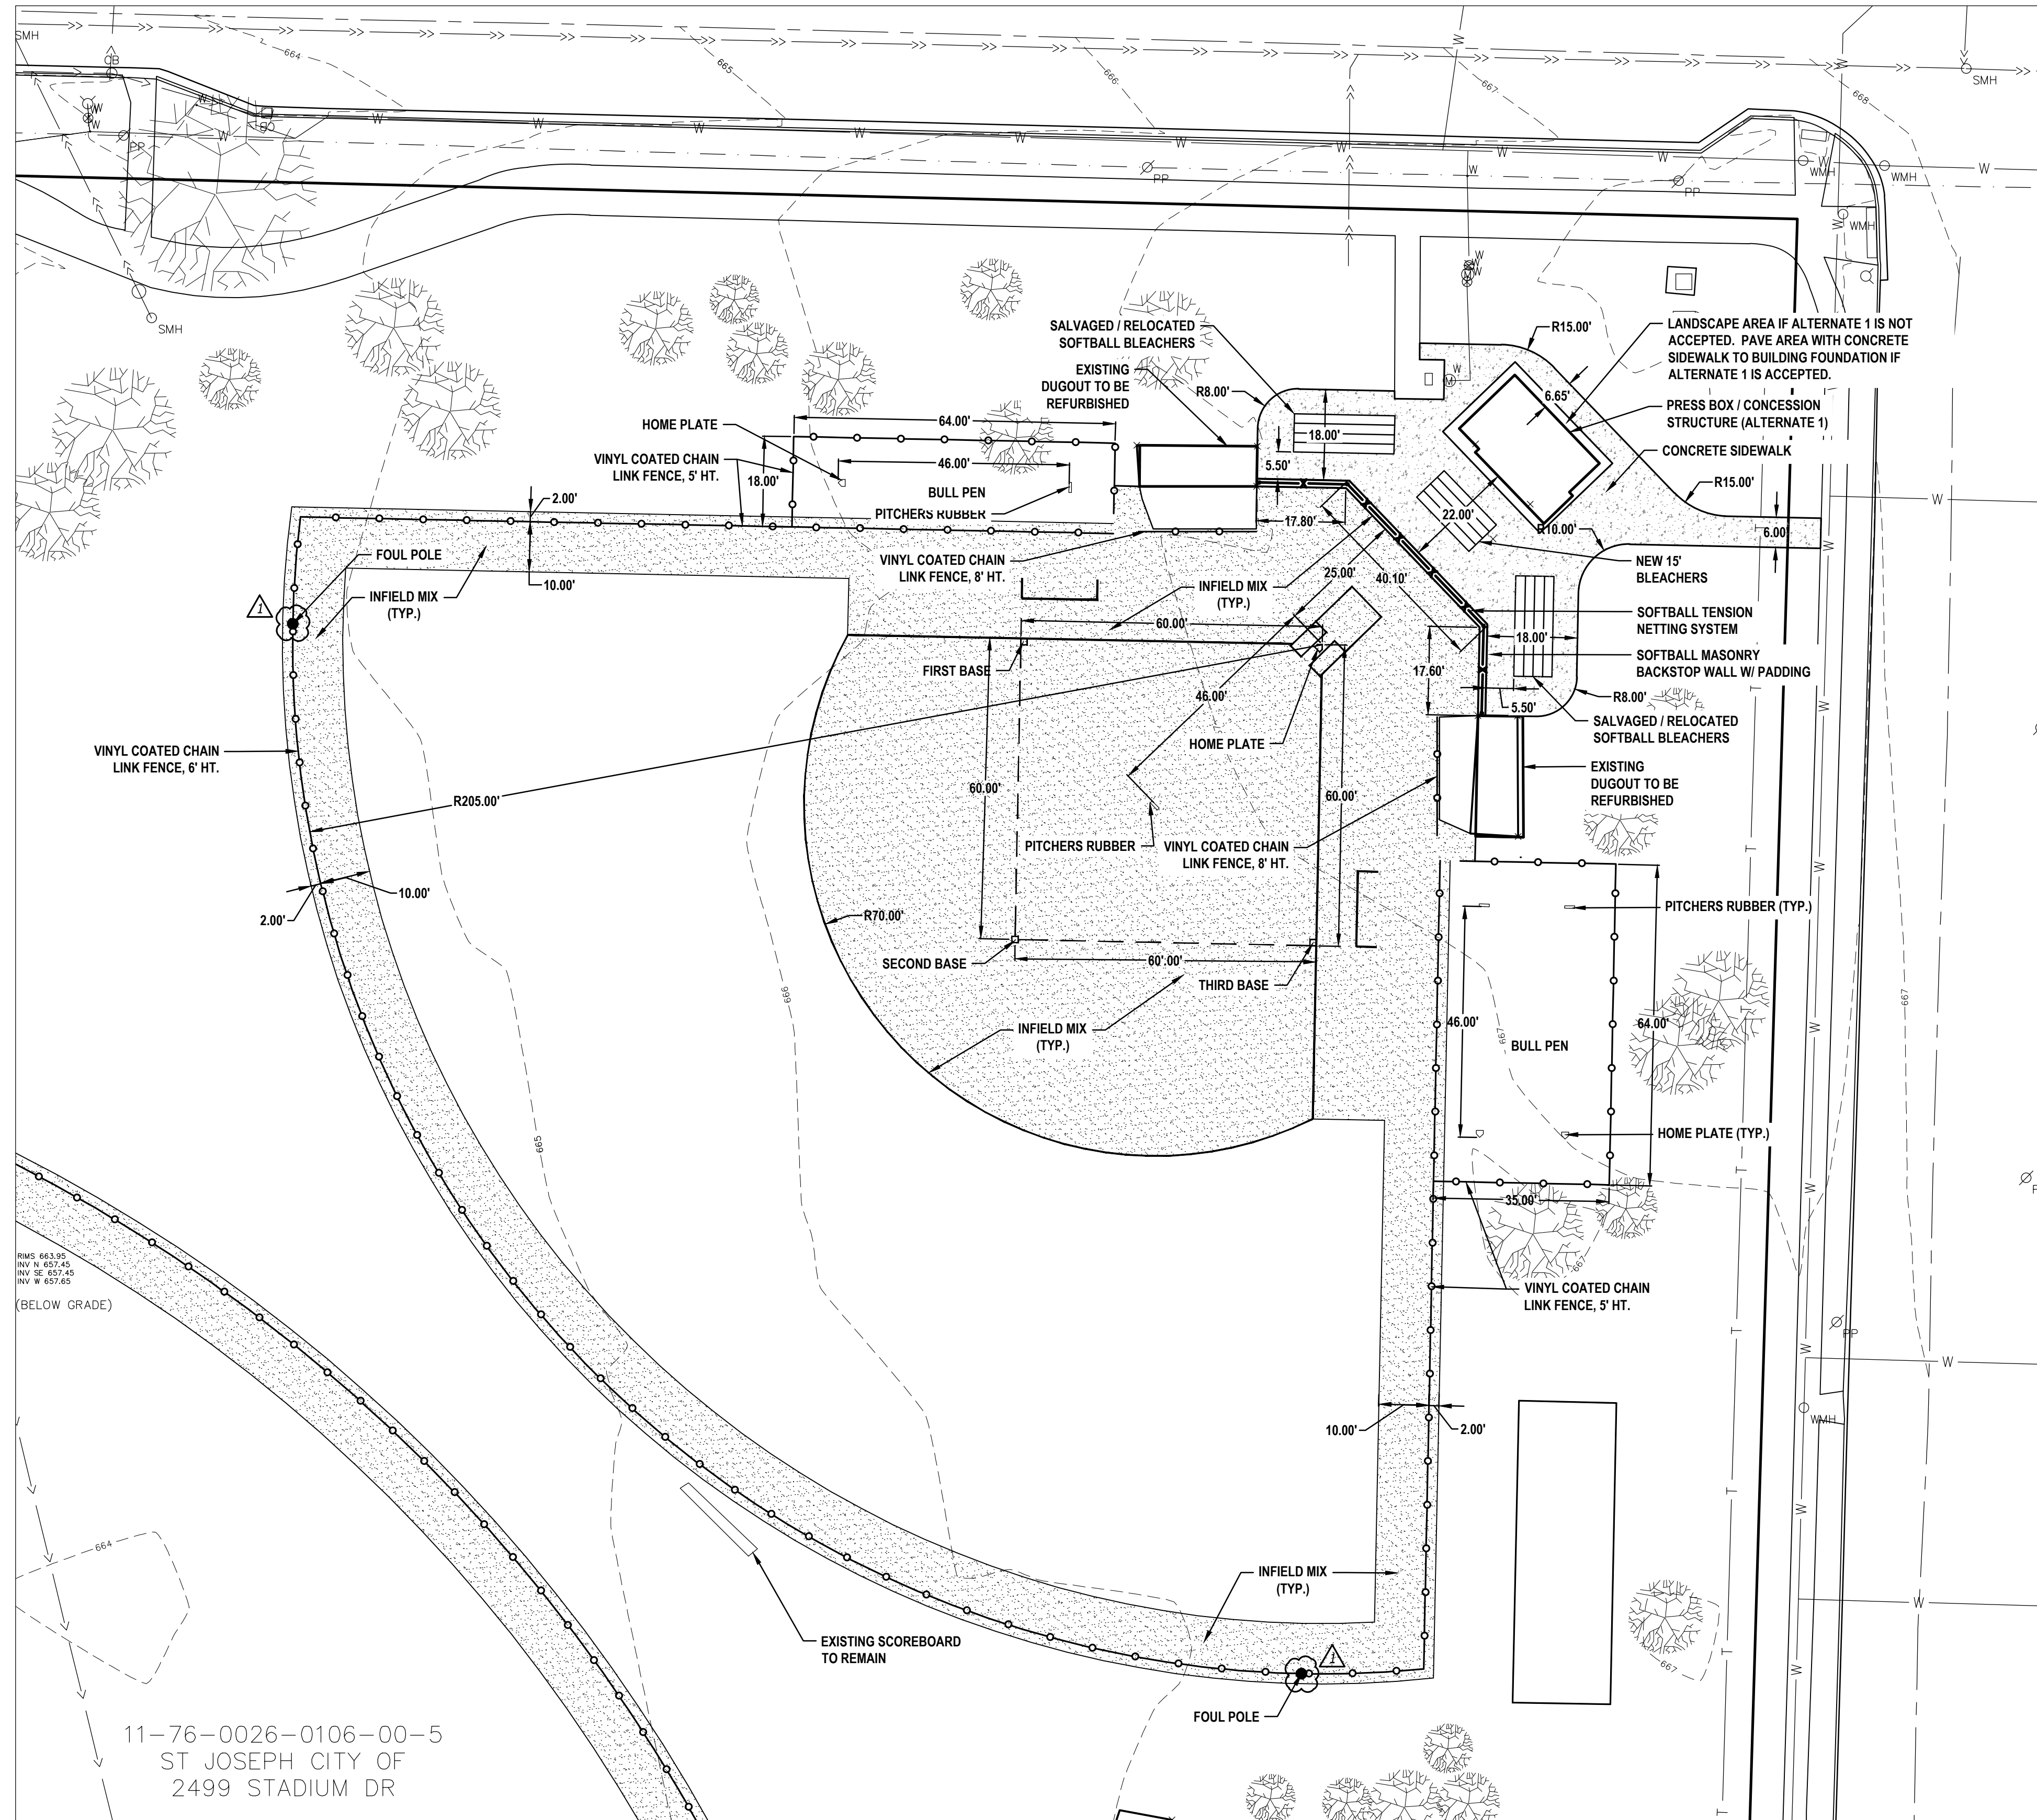 SMH
CB
664
665
666
667
668
SMH
W
W
PP
W
CO
W
W
W
W
W
W
W
W
W
W
W
W
PP
PP
WMH
WMH
WMH
W
SMH
W
W
M
SALVAGED / RELOCATED
SOFTBALL BLEACHERS
EXISTING
DUGOUT TO BE
REFURBISHED
R8.00'
R15.00'
LANDSCAPE AREA IF ALTERNATE 1 IS NOT
ACCEPTED. PAVE AREA WITH CONCRETE
SIDEWALK TO BUILDING FOUNDATION IF
ALTERNATE 1 IS ACCEPTED.
6.65'
PRESS BOX / CONCESSION
STRUCTURE (ALTERNATE 1)
CONCRETE SIDEWALK
R15.00'
HOME PLATE
64.00'
VINYL COATED CHAIN
LINK FENCE, 5' HT.
18.00'
46.00'
BULL PEN
PITCHERS RUBBER
18.00'
5.50'
22.00'
17.80'
R10.00'
6.00'
2.00'
FOUL POLE
10.00'
INFIELD MIX
(TYP.)
1
VINYL COATED CHAIN
LINK FENCE, 8' HT.
INFIELD MIX
(TYP.)
25.00'
40.10'
NEW 15'
BLEACHERS
SOFTBALL TENSION
NETTING SYSTEM
18.00'
SOFTBALL MASONRY
BACKSTOP WALL W/ PADDING
60.00'
FIRST BASE
17.60'
46.00'
R8.00'
5.50'
SALVAGED / RELOCATED
SOFTBALL BLEACHERS
HOME PLATE
VINYL COATED CHAIN
LINK FENCE, 6' HT.
R205.00'
60.00'
60.00'
EXISTING
DUGOUT TO BE
REFURBISHED
PITCHERS RUBBER
VINYL COATED CHAIN
LINK FENCE, 8' HT.
10.00'
2.00'
R70.00'
PITCHERS RUBBER (TYP.)
SECOND BASE
60'.00'
THIRD BASE
666
667
667
INFIELD MIX
(TYP.)
46.00'
64.00'
BULL PEN
HOME PLATE (TYP.)
665
35.00'
667
VINYL COATED CHAIN
LINK FENCE, 5' HT.
RIMS 663.95
INV N 657.45
INV SE 657.45
INV W 657.65
(BELOW GRADE)
PP
W
WMH
10.00'
2.00'
T
T
T
T
W
W
664
INFIELD MIX
(TYP.)
EXISTING SCOREBOARD
TO REMAIN
1
FOUL POLE
667
11-76-0026-0106-00-5
ST JOSEPH CITY OF
2499 STADIUM DR